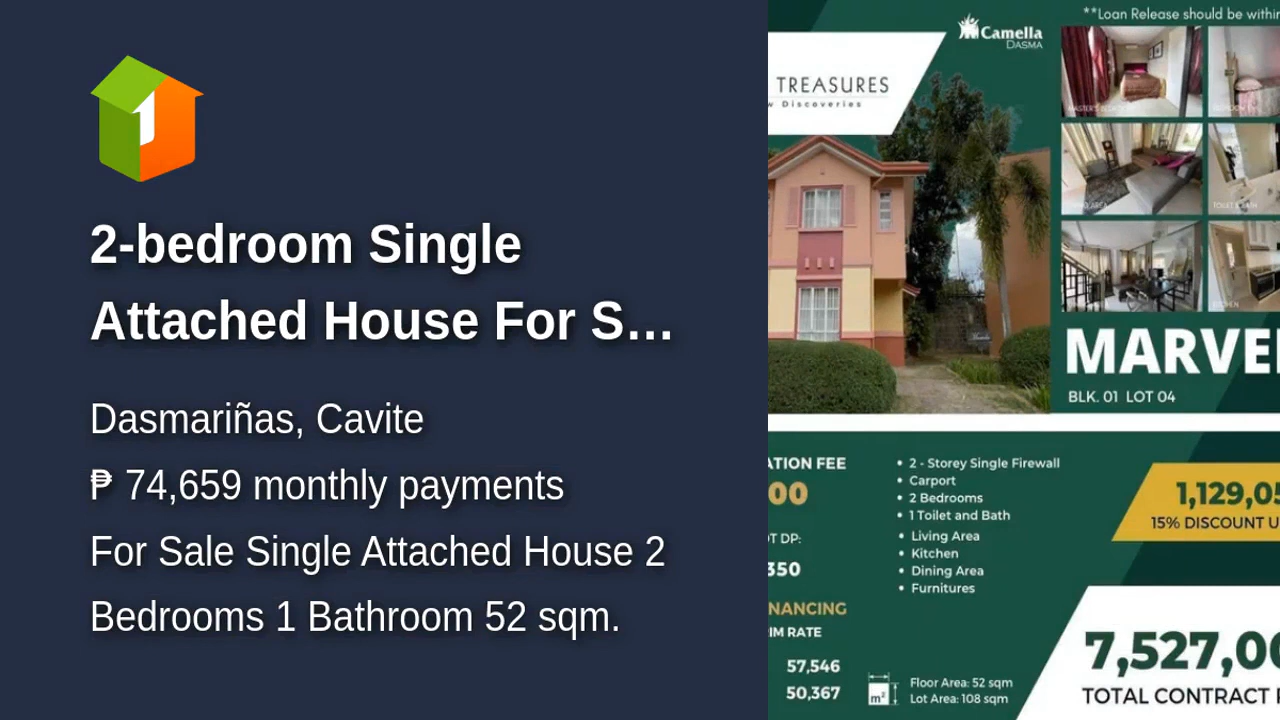 2-bedroom Single
Attached House For S...
Dasmariñas, Cavite
₱ 74,659 monthly payments
For Sale Single Attached House 2
Bedrooms 1 Bathroom 52 sqm.
**Loan Release should be within
Camella
DASMA
TREASURES
w Discoveries
MARVE
BLK. 01 LOT 04
ATION FEE
00
OT DP:
350
NANCING
IM RATE
57,546
50,367
• 2 - Storey Single Firewall
• Carport
• 2 Bedrooms
• 1 Toilet and Bath
• Living Area
• Kitchen
• Dining Area
• Furnitures
m²
Floor Area: 52 sqm
Lot Area: 108 sqm
1,129,05
15% DISCOUNT U
7,527,00
TOTAL CONTRACT P